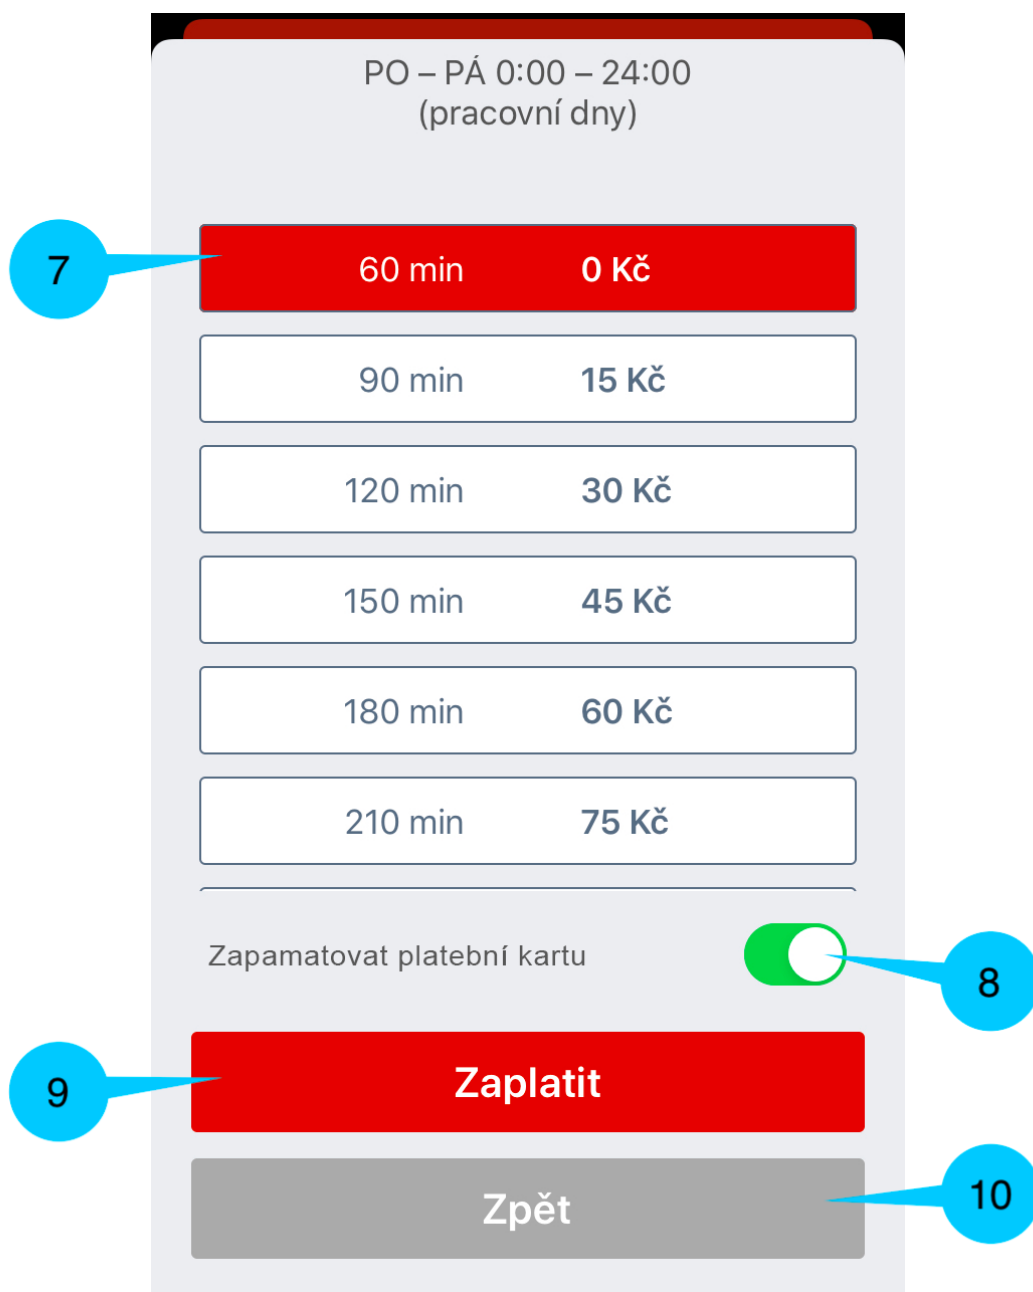 PO – PÁ 0:00 – 24:00
(pracovní dny)
7
60 min 0 Kč
90 min 15 Kč
120 min 30 Kč
150 min 45 Kč
180 min 60 Kč
210 min 75 Kč
Zapamatovat platební kartu
8
9
Zaplatit
Zpět
10